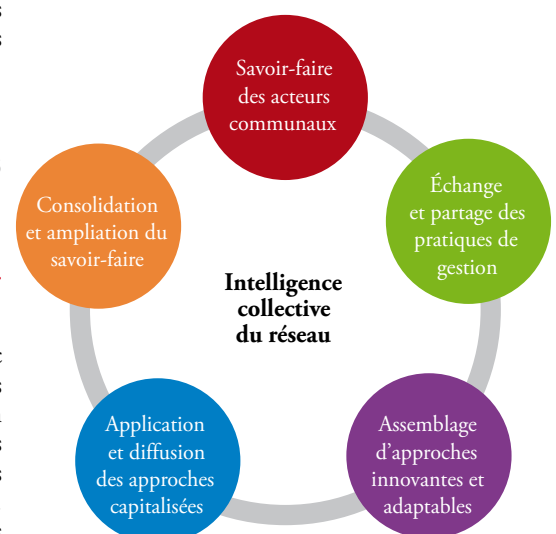 Savoir-faire
des acteurs
communaux
Échange
et partage des
pratiques de
gestion
Consolidation
et ampliation du
savoir-faire
Intelligence
collective
du réseau
Application
et diffusion
des approches
capitalisées
Assemblage
d'approches
innovantes et
adaptables